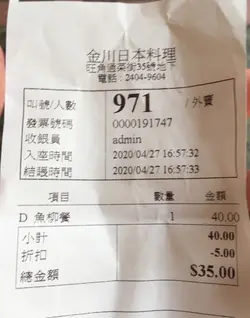 金川日本料理
旺角通菜街35號地下
電話：2404-9604
叫號/人數 971 /外賣
發票號碼 0000191747
收銀員 admin
入座時間 2020/04/27 16:57:32
結賬時間 2020/04/27 16:57:33
項目 數量 金額
D 魚柳餐 1 40.00
小計 40.00
折扣 -5.00
總金額 $35.00